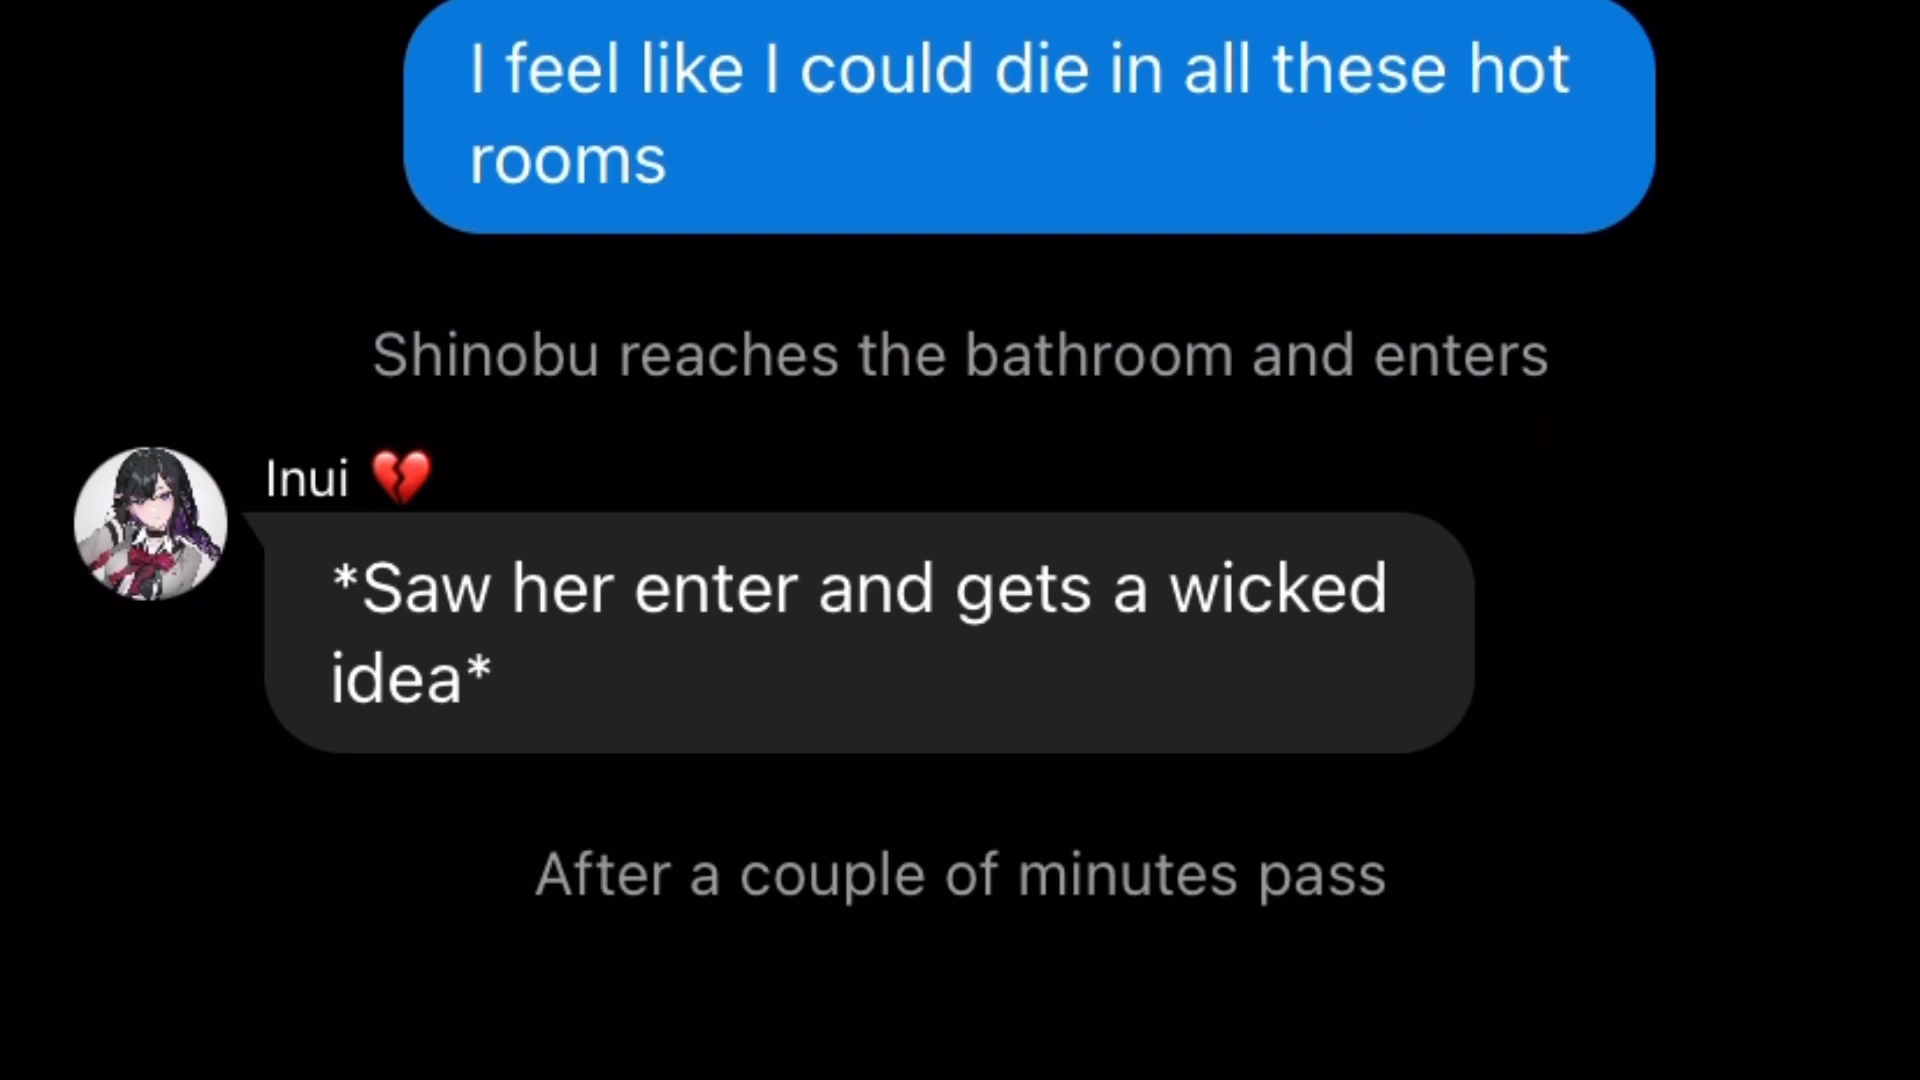 I feel like I could die in all these hot
rooms
Shinobu reaches the bathroom and enters
Inui 💔
*Saw her enter and gets a wicked
idea*
After a couple of minutes pass